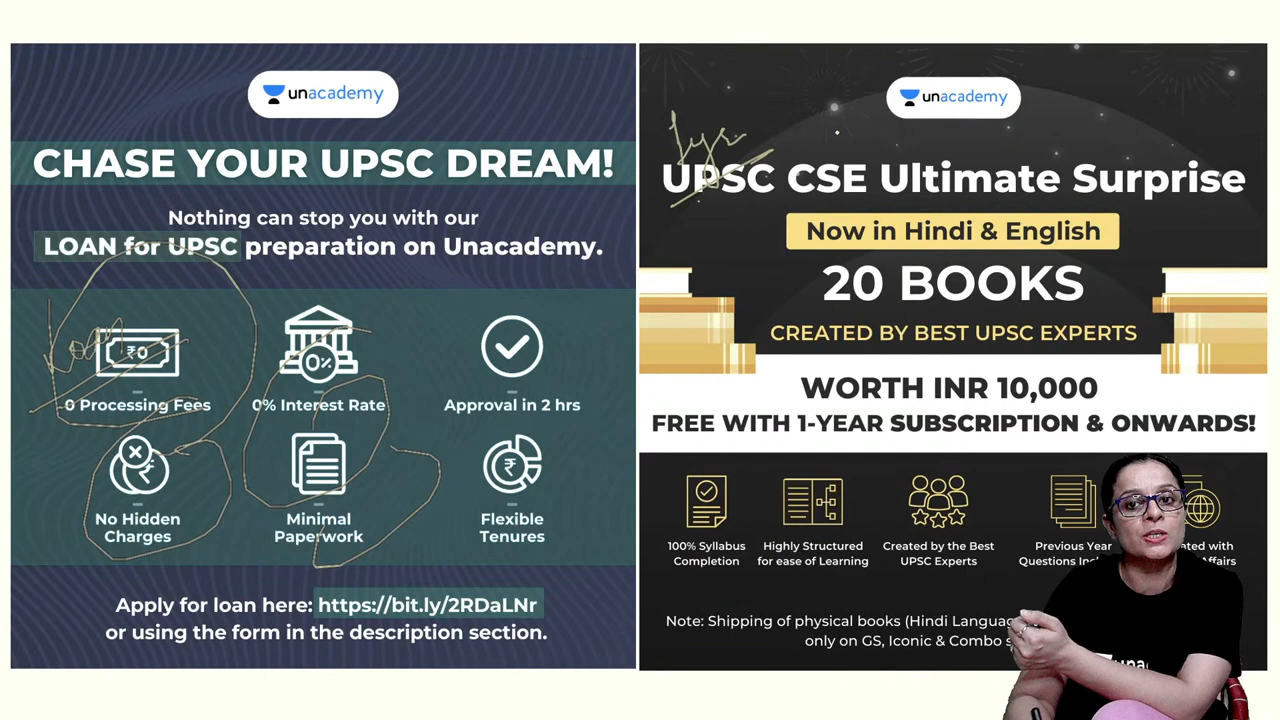 unacademy
CHASE YOUR UPSC DREAM!
Nothing can stop you with our
LOAN for UPSC preparation on Unacademy.
Loan
₹0
0%
0 Processing Fees
0% Interest Rate
Approval in 2 hrs
₹
₹
No Hidden
Charges
Minimal
Paperwork
Flexible
Tenures
Apply for loan here: https://bit.ly/2RDaLNr
or using the form in the description section.
unacademy
UPSC CSE Ultimate Surprise
Now in Hindi & English
20 BOOKS
CREATED BY BEST UPSC EXPERTS
WORTH INR 10,000
FREE WITH 1-YEAR SUBSCRIPTION & ONWARDS!
100% Syllabus
Completion
Highly Structured
for ease of Learning
Created by the Best
UPSC Experts
Previous Year
Questions
Note: Shipping of physical books (Hindi
only on GS, Iconic & Combo